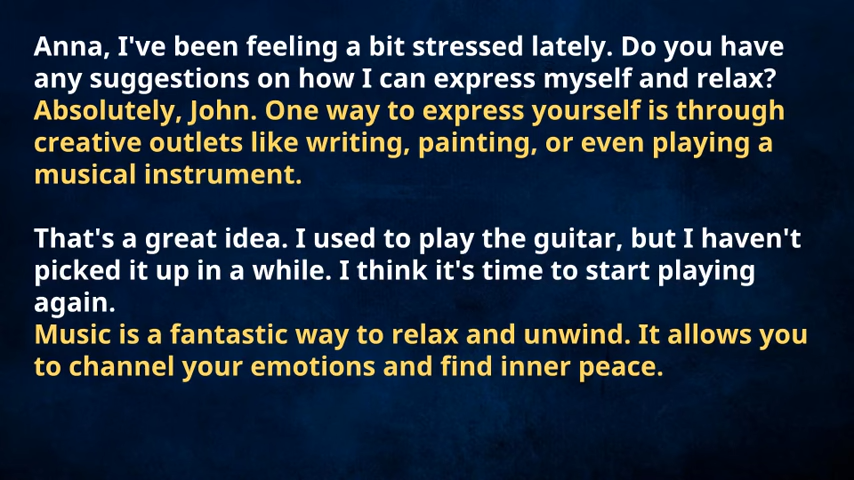 Anna, I've been feeling a bit stressed lately. Do you have
any suggestions on how I can express myself and relax?
Absolutely, John. One way to express yourself is through
creative outlets like writing, painting, or even playing a
musical instrument.
That's a great idea. I used to play the guitar, but I haven't
picked it up in a while. I think it's time to start playing
again.
Music is a fantastic way to relax and unwind. It allows you
to channel your emotions and find inner peace.